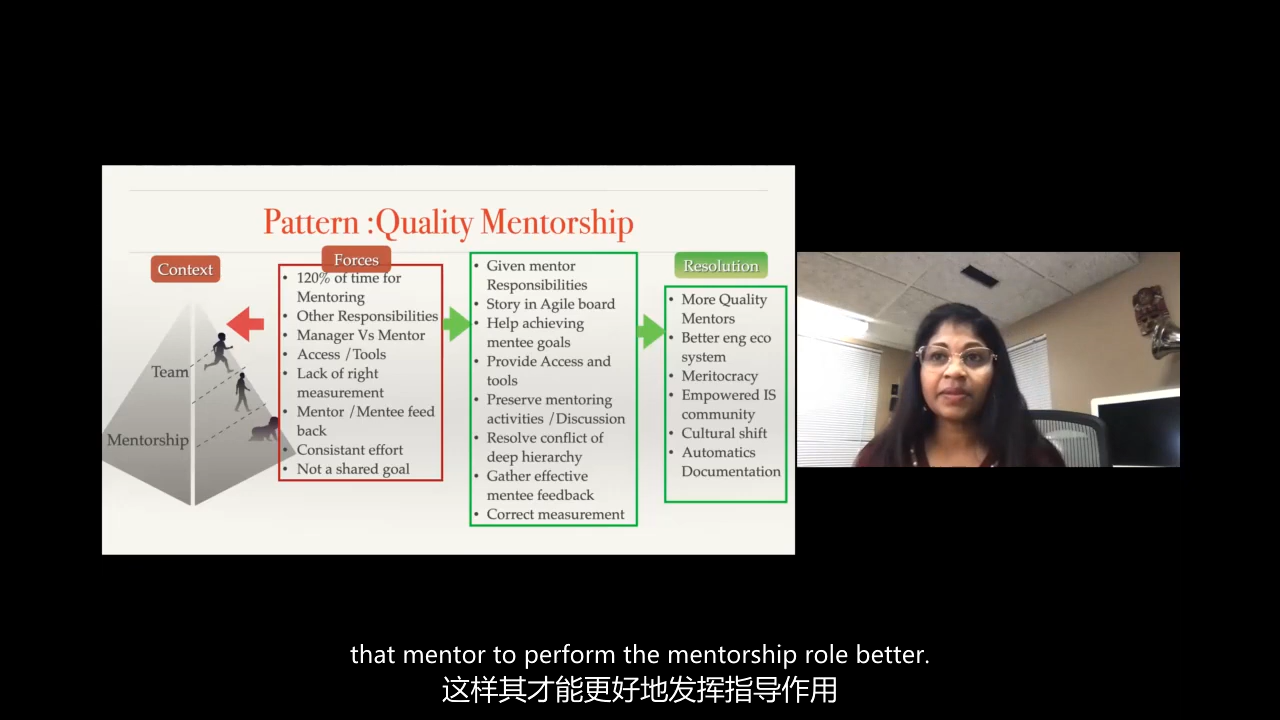 Pattern :Quality Mentorship
Context
Team
Mentorship
Forces
• 120% of time for
Mentoring
• Other Responsibilities
• Manager Vs Mentor
• Access /Tools
• Lack of right
measurement
• Mentor /Mentee feed
back
• Consistant effort
• Not a shared goal
• Given mentor
Responsibilities
• Story in Agile board
• Help achieving
mentee goals
• Provide Access and
tools
• Preserve mentoring
activities /Discussion
• Resolve conflict of
deep hierarchy
• Gather effective
mentee feedback
• Correct measurement
Resolution
• More Quality
Mentors
• Better eng eco
system
• Meritocracy
• Empowered IS
community
• Cultural shift
• Automatics
Documentation
that mentor to perform the mentorship role better.
这样其才能更好地发挥指导作用